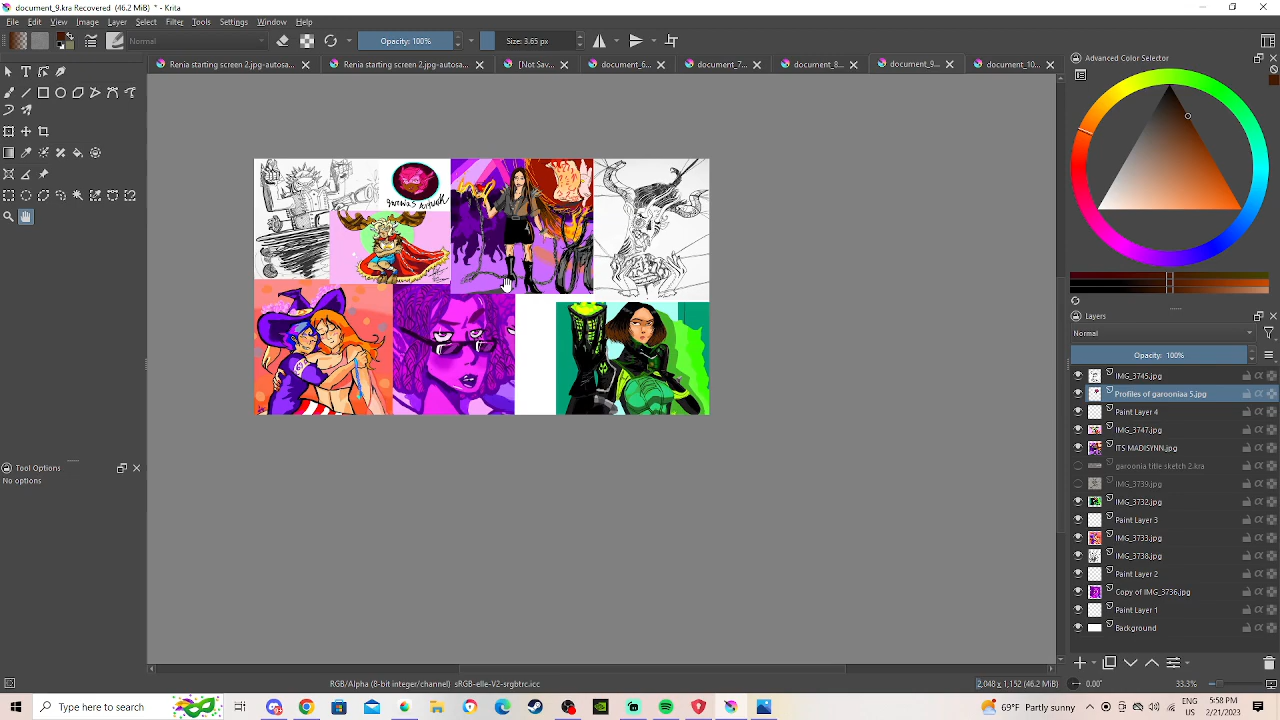 document_9.kra Recovered (46.2 MiB) * - Krita
File Edit View Image Layer Select Filter Tools Settings Window Help
Normal Opacity: 100% Size: 3.65 px
Renia starting screen 2.jpg-autosa... Renia starting screen 2.jpg-autosa... [Not Sav... document_6... document_7... document_8... document_9... document_10...
Advanced Color Selector
garonias artwork
Layers
Normal
Opacity: 100%
IMG_3745.jpg
Profiles of garooniaa 5.jpg
Paint Layer 4
IMG_3747.jpg
ITS MADISYNN.jpg
garoonia title sketch 2.kra
IMG_3739.jpg
IMG_3732.jpg
Paint Layer 3
IMG_3733.jpg
IMG_3738.jpg
Paint Layer 2
Copy of IMG_3736.jpg
Paint Layer 1
Background
Tool Options
No options
RGB/Alpha (8-bit integer/channel) sRGB-elle-V2-srgbtrc.icc
2,048 x 1,152 (46.2 MiB) 0.00° 33.3%
Type here to search
69°F Partly sunny
5:50 PM
US 2/21/2023